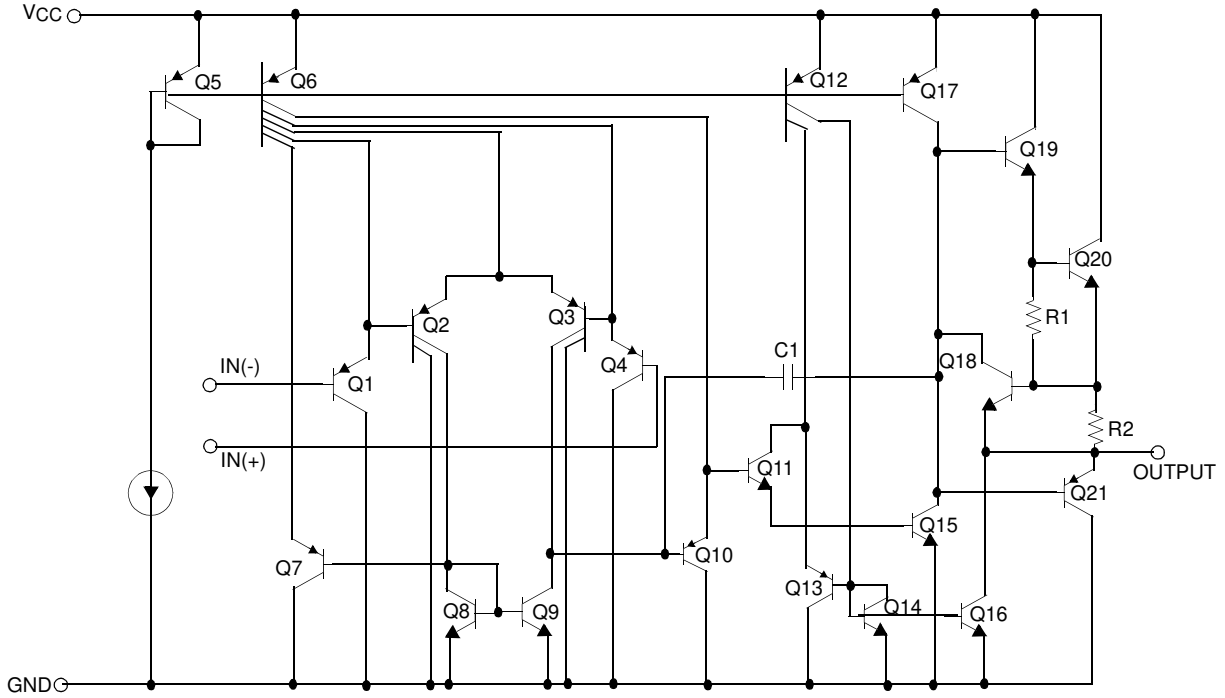 VCC
Q5
Q6
Q12
Q17
Q19
Q20
Q2
Q3
R1
C1
Q18
IN(-)
Q1
Q4
R2
IN(+)
Q11
OUTPUT
Q21
Q15
Q10
Q7
Q13
Q8
Q9
Q14
Q16
GND